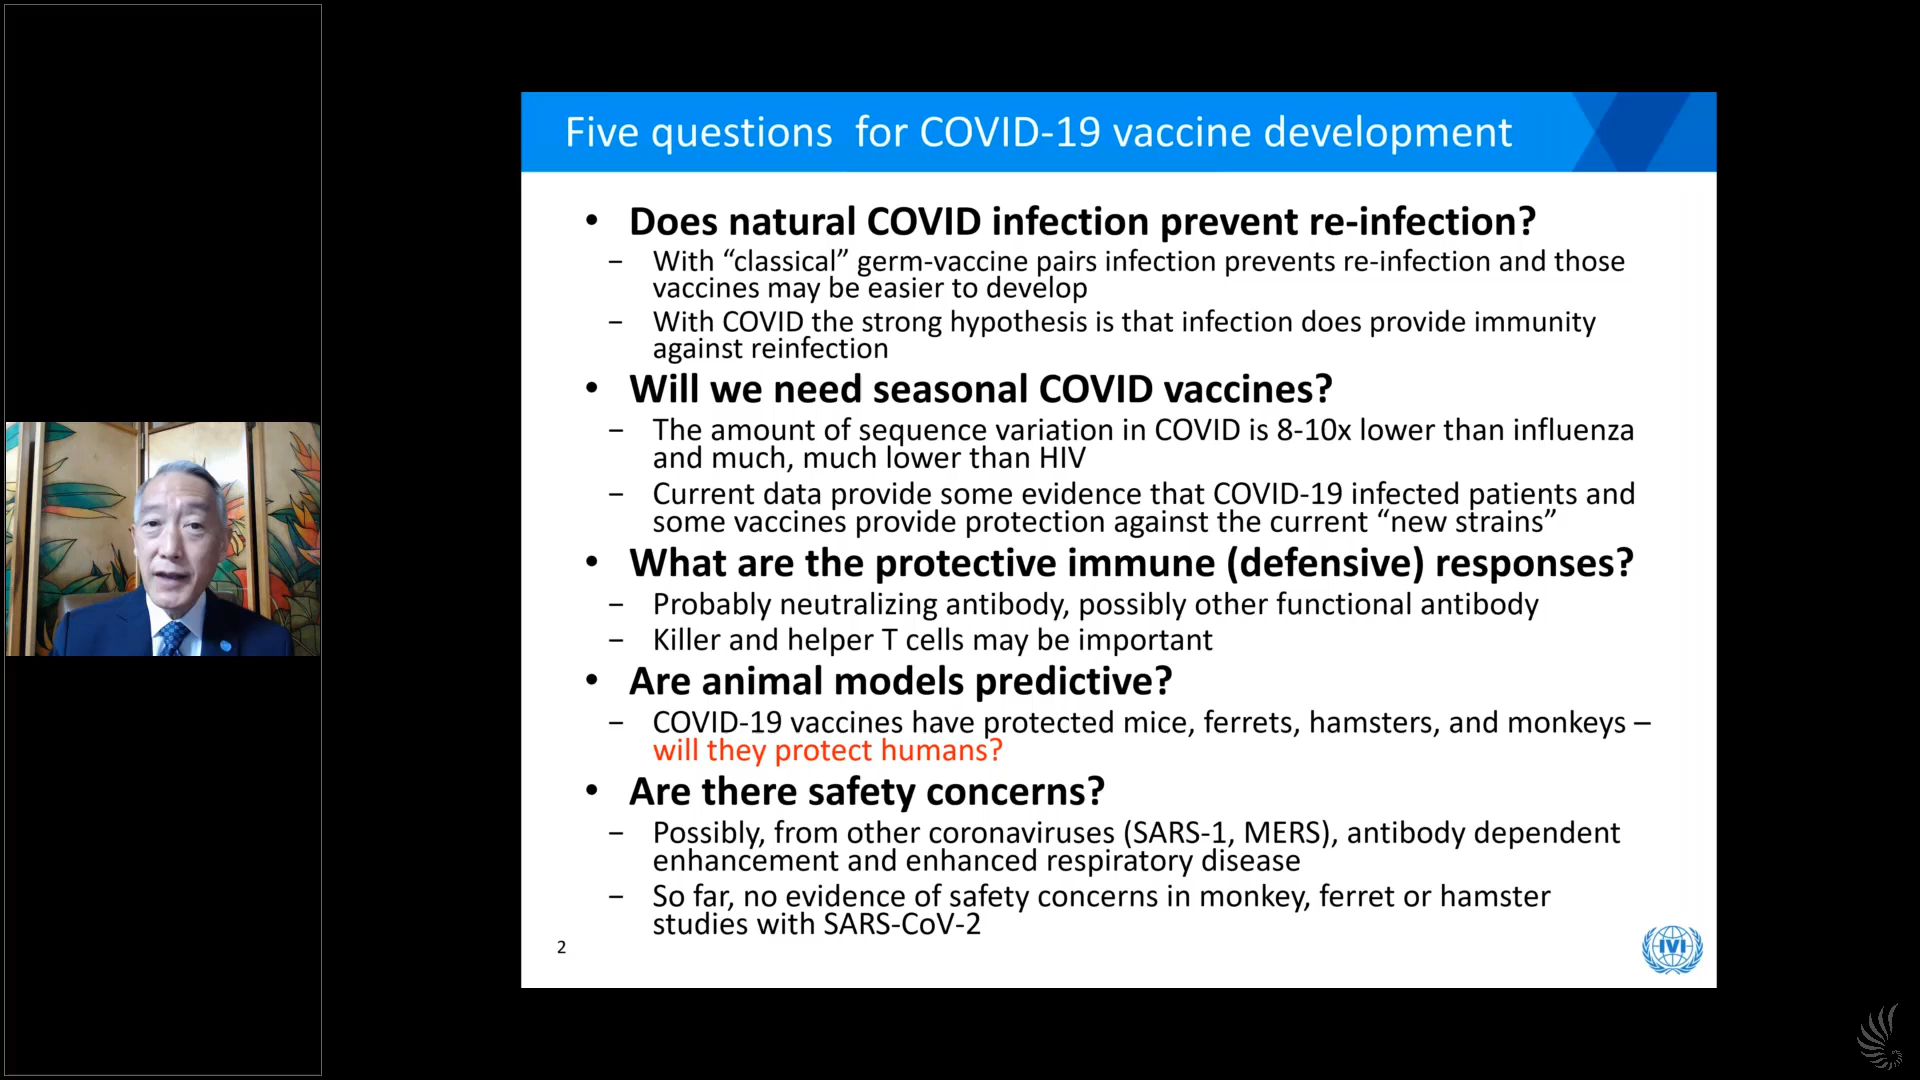 Five questions  for COVID-19 vaccine development
• Does natural COVID infection prevent re-infection?
– With “classical” germ-vaccine pairs infection prevents re-infection and those
vaccines may be easier to develop
– With COVID the strong hypothesis is that infection does provide immunity
against reinfection
• Will we need seasonal COVID vaccines?
– The amount of sequence variation in COVID is 8-10x lower than influenza
and much, much lower than HIV
– Current data provide some evidence that COVID-19 infected patients and
some vaccines provide protection against the current “new strains”
• What are the protective immune (defensive) responses?
– Probably neutralizing antibody, possibly other functional antibody
– Killer and helper T cells may be important
• Are animal models predictive?
– COVID-19 vaccines have protected mice, ferrets, hamsters, and monkeys –
will they protect humans?
• Are there safety concerns?
– Possibly, from other coronaviruses (SARS-1, MERS), antibody dependent
enhancement and enhanced respiratory disease
– So far, no evidence of safety concerns in monkey, ferret or hamster
studies with SARS-CoV-2
2
IVI